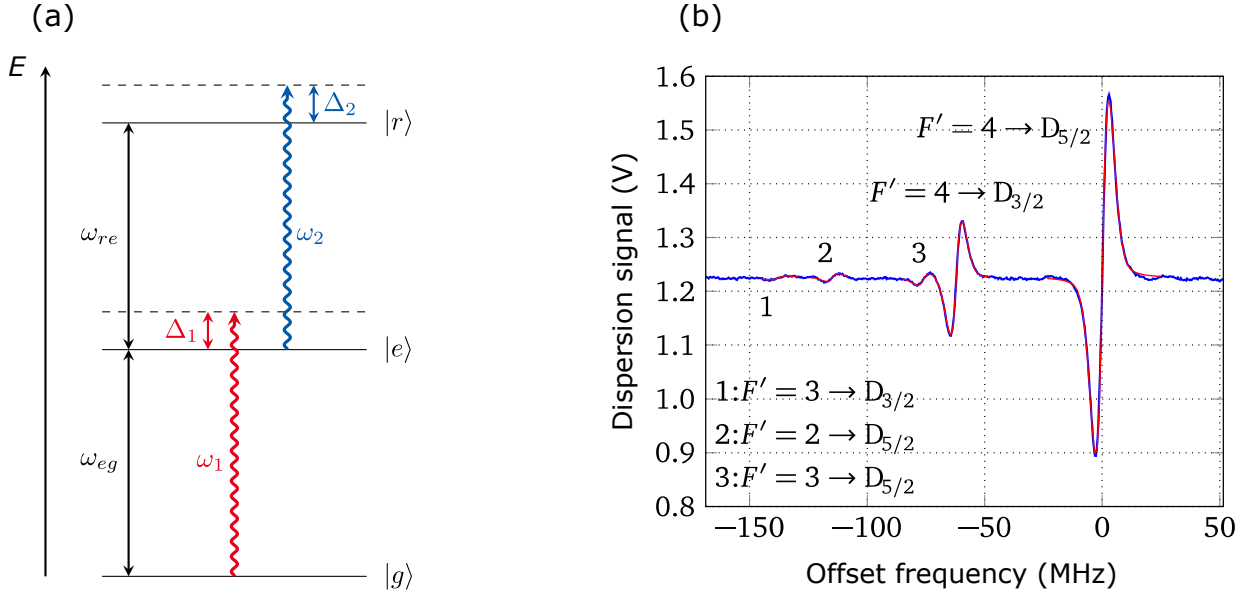 (a)
E
Δ₂
|r⟩
ω_re
ω₂
Δ₁
|e⟩
ω_eg
ω₁
|g⟩
(b)
Dispersion signal (V)
1.6
1.5
1.4
1.3
1.2
1.1
1.0
0.9
0.8
F′ = 4 → D₅/₂
F′ = 4 → D₃/₂
2
3
1
1:F′ = 3 → D₃/₂
2:F′ = 2 → D₅/₂
3:F′ = 3 → D₅/₂
−150 −100 −50 0 50
Offset frequency (MHz)